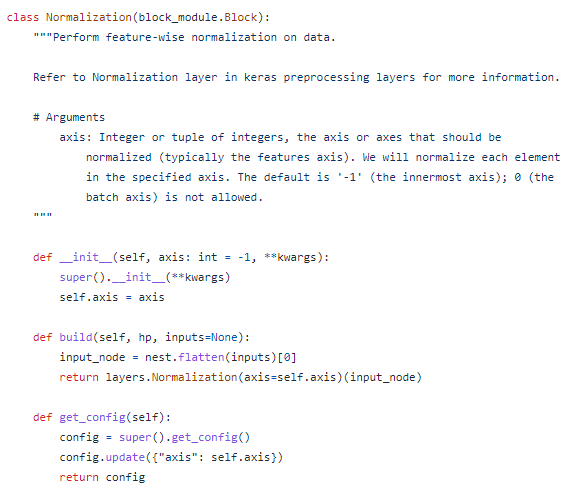 class Normalization(block_module.Block):
    """Perform feature-wise normalization on data.

    Refer to Normalization layer in keras preprocessing layers for more information.

    # Arguments
        axis: Integer or tuple of integers, the axis or axes that should be
            normalized (typically the features axis). We will normalize each element
            in the specified axis. The default is '-1' (the innermost axis); 0 (the
            batch axis) is not allowed.
    """

    def __init__(self, axis: int = -1, **kwargs):
        super().__init__(**kwargs)
        self.axis = axis

    def build(self, hp, inputs=None):
        input_node = nest.flatten(inputs)[0]
        return layers.Normalization(axis=self.axis)(input_node)

    def get_config(self):
        config = super().get_config()
        config.update({"axis": self.axis})
        return config